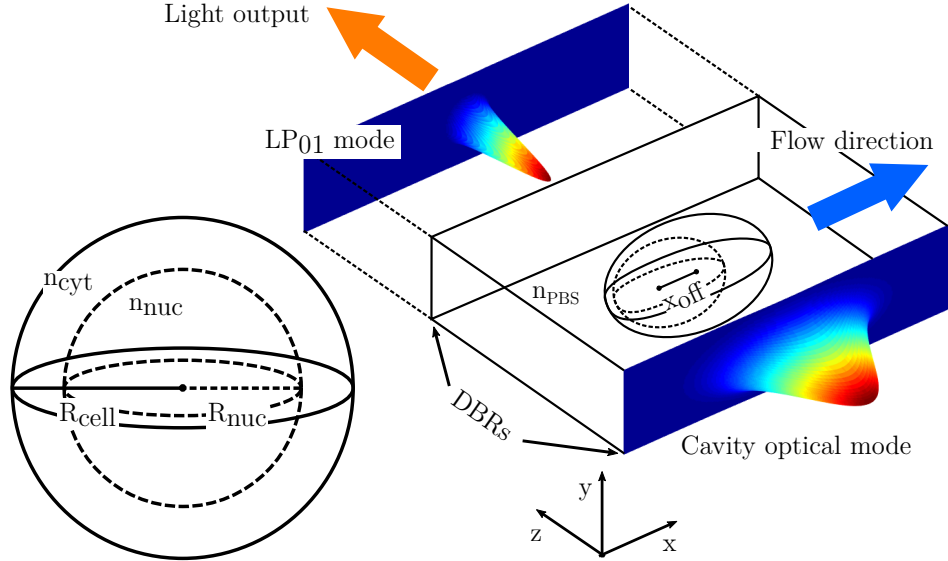 Light output
LP01 mode
Flow direction
ncyt
nnuc
nPBS
xoff
Rcell
Rnuc
DBRs
Cavity optical mode
y
z
x